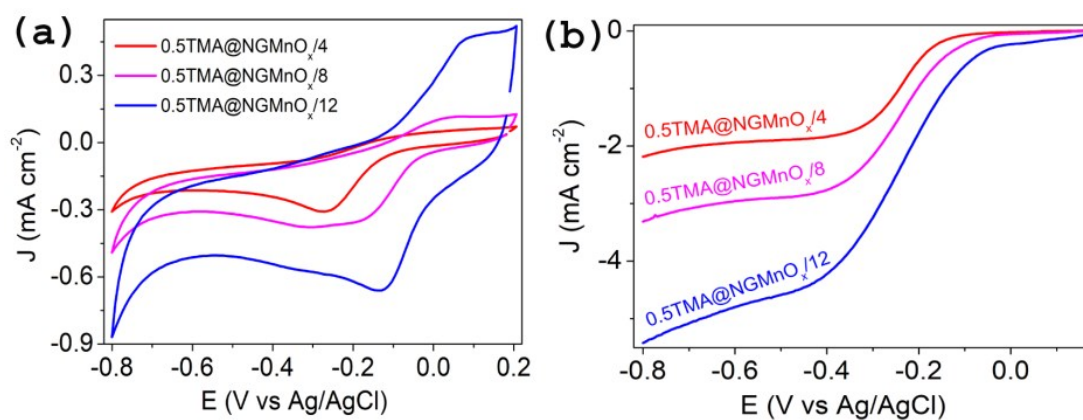 (a)
0.5TMA@NGMnOₓ/4
0.5TMA@NGMnOₓ/8
0.5TMA@NGMnOₓ/12
J (mA cm⁻²)
0.3
0.0
-0.3
-0.6
-0.9
-0.8 -0.6 -0.4 -0.2 0.0 0.2
E (V vs Ag/AgCl)
(b)
J (mA cm⁻²)
0
-2
-4
0.5TMA@NGMnOₓ/4
0.5TMA@NGMnOₓ/8
0.5TMA@NGMnOₓ/12
-0.8 -0.6 -0.4 -0.2 0.0
E (V vs Ag/AgCl)